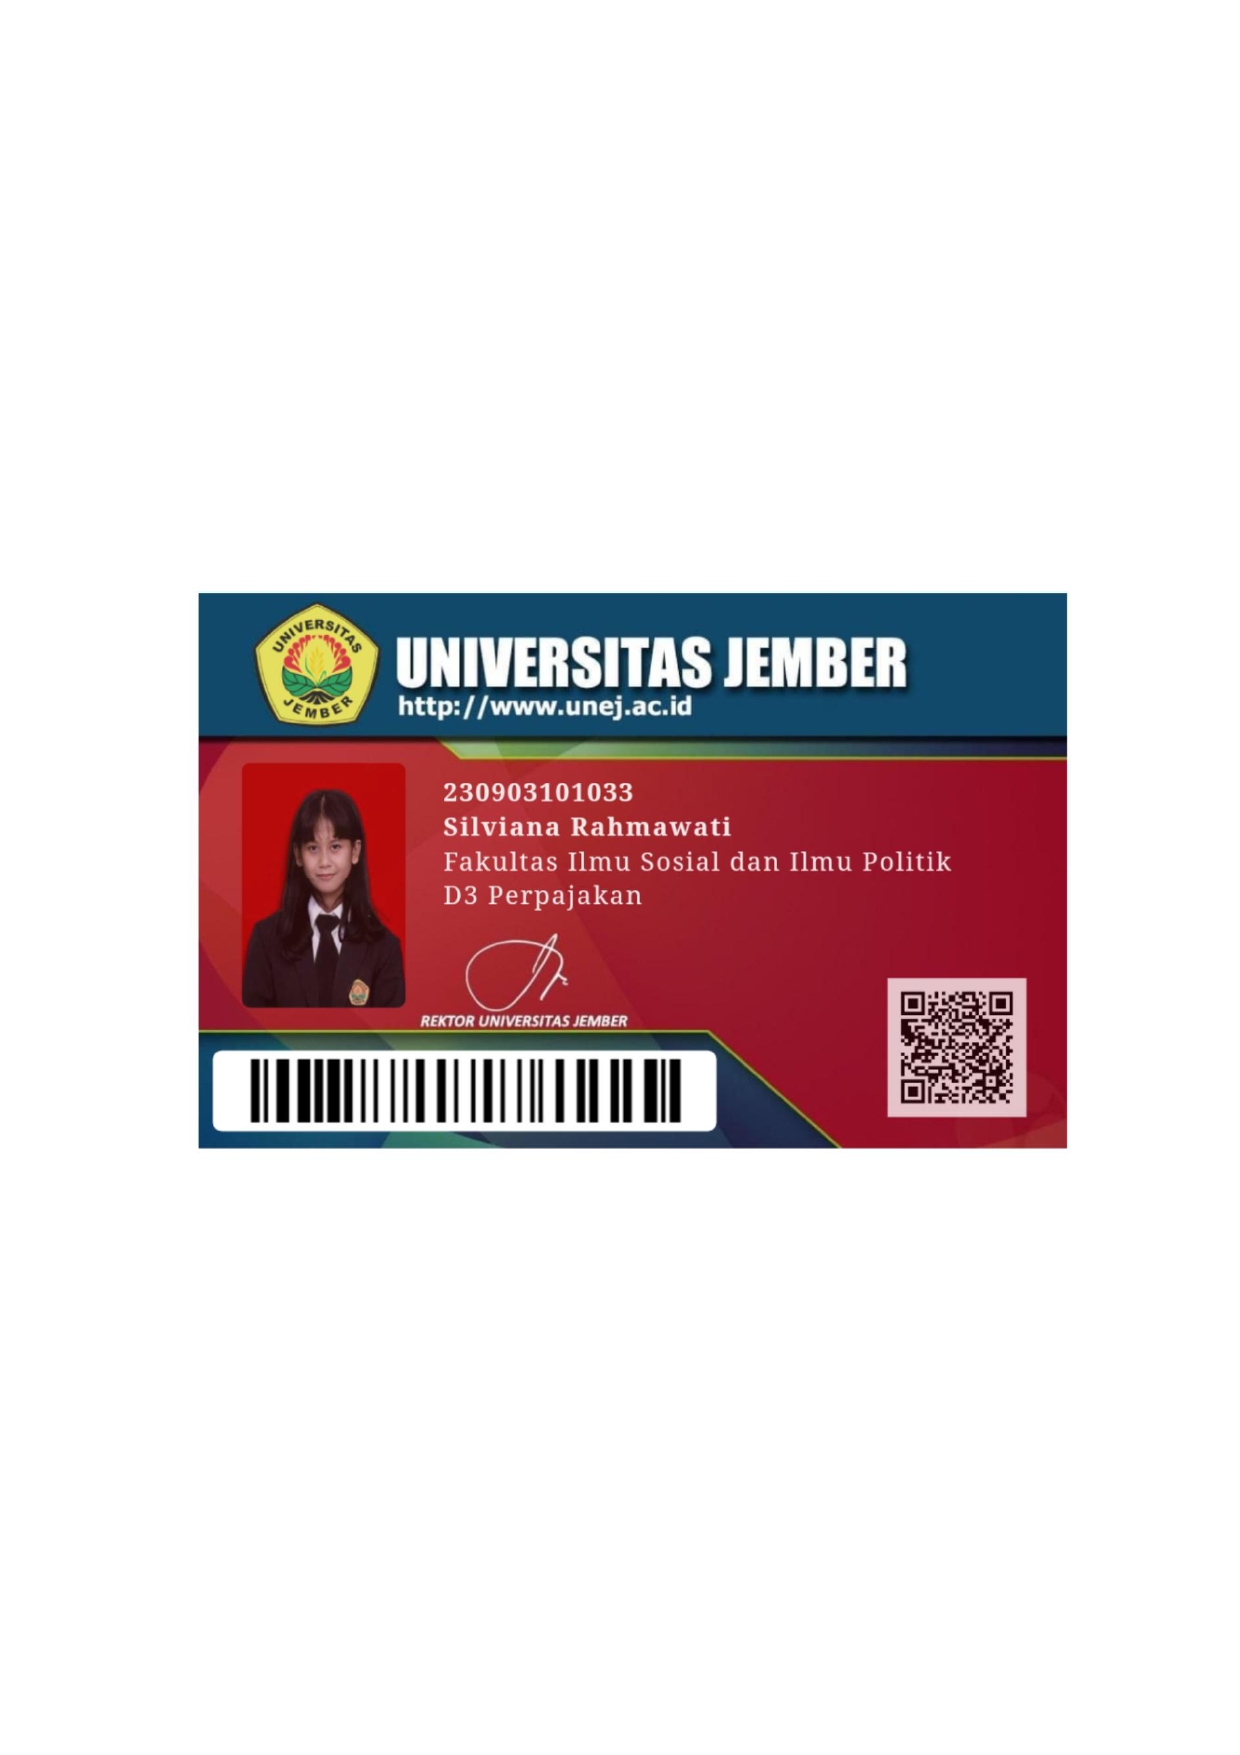 UNIVERSITAS
JEMBER
UNIVERSITAS JEMBER
http://www.unej.ac.id
230903101033
Silviana Rahmawati
Fakultas Ilmu Sosial dan Ilmu Politik
D3 Perpajakan
REKTOR UNIVERSITAS JEMBER